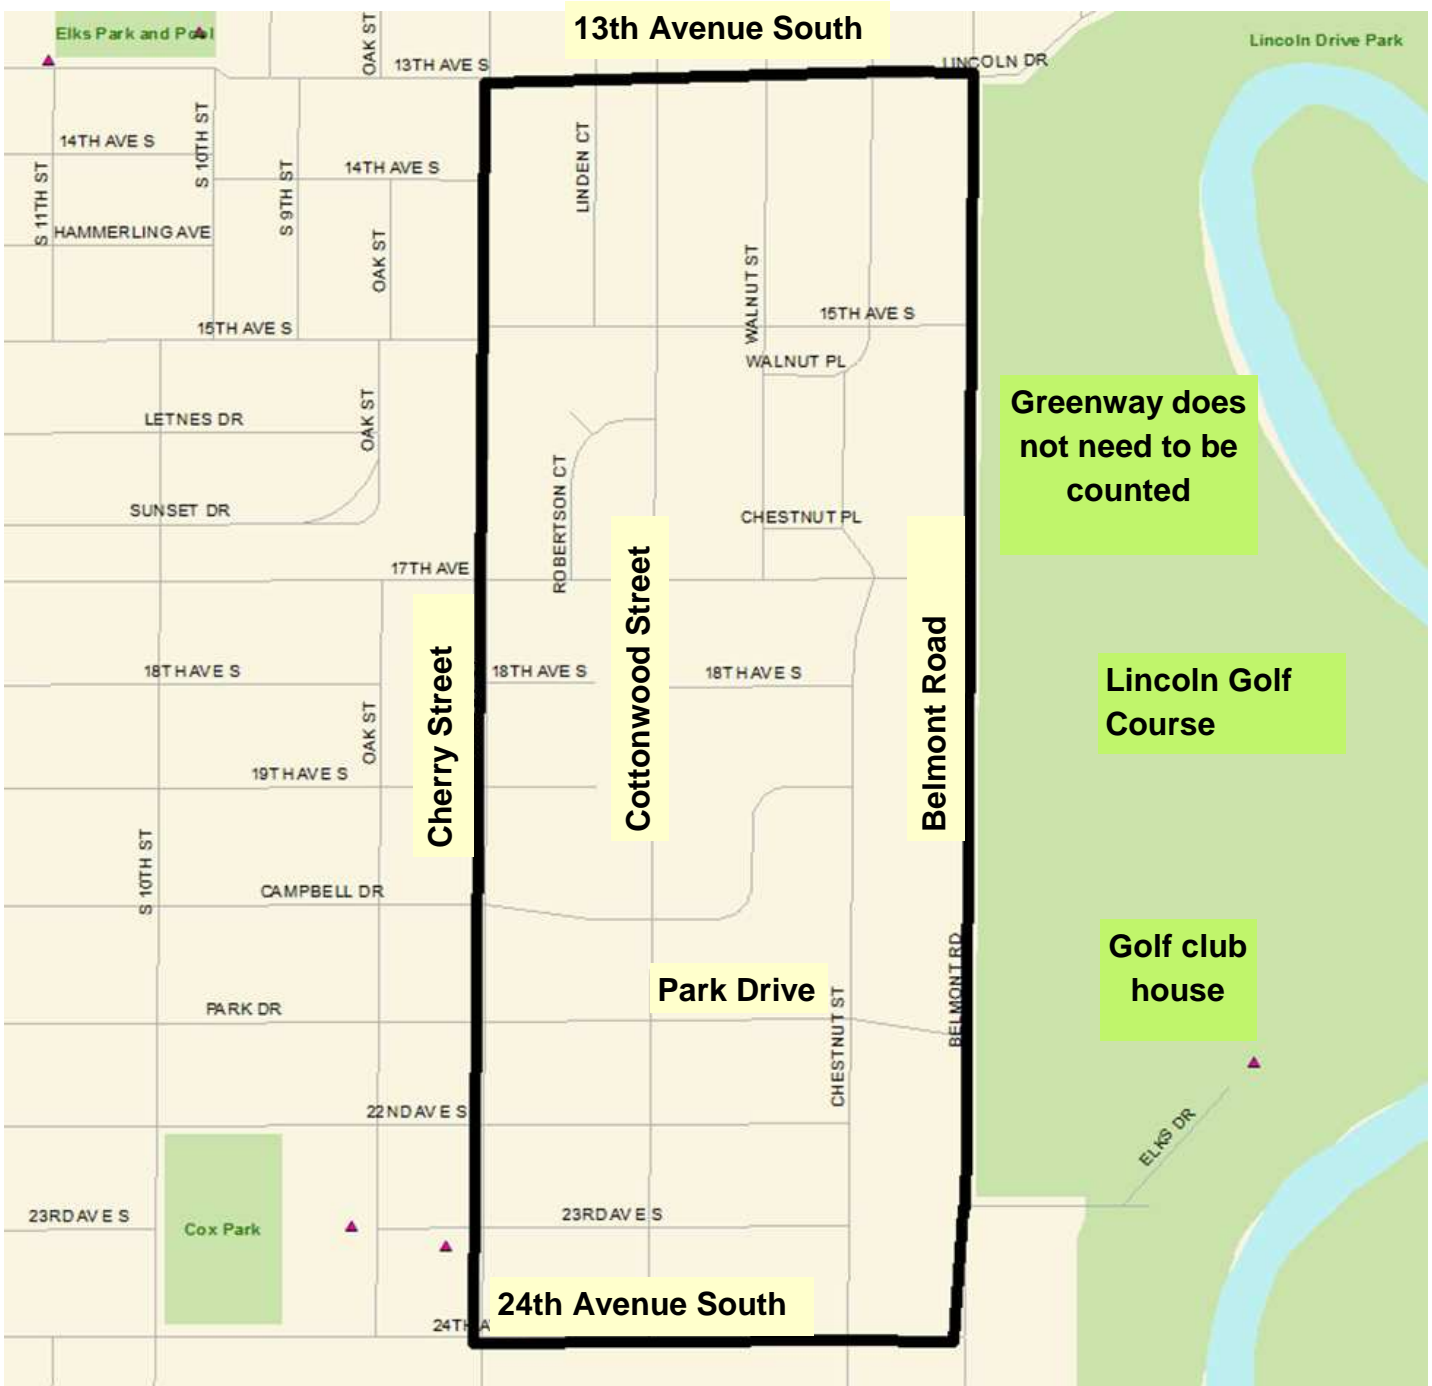 13th Avenue South
Elks Park and Pool
OAK ST
13TH AVE S
LINCOLN DR
Lincoln Drive Park
14TH AVE S
S 10TH ST
S 11TH ST
S 9TH ST
14TH AVE S
LINDEN CT
HAMMERLING AVE
OAK ST
WALNUT ST
15TH AVE S
15TH AVE S
WALNUT PL
LETNES DR
OAK ST
Greenway does
not need to be
counted
SUNSET DR
ROBERTSON CT
CHESTNUT PL
17TH AVE
Cherry Street
Cottonwood Street
Belmont Road
18TH AVE S
18TH AVE S
18TH AVE S
Lincoln Golf
Course
OAK ST
19TH AVE S
S 10TH ST
CAMPBELL DR
Golf club
house
BELMONT RD
Park Drive
PARK DR
CHESTNUT ST
22ND AVE S
ELKS DR
23RD AVE S
Cox Park
23RD AVE S
24th Avenue South
24TH A